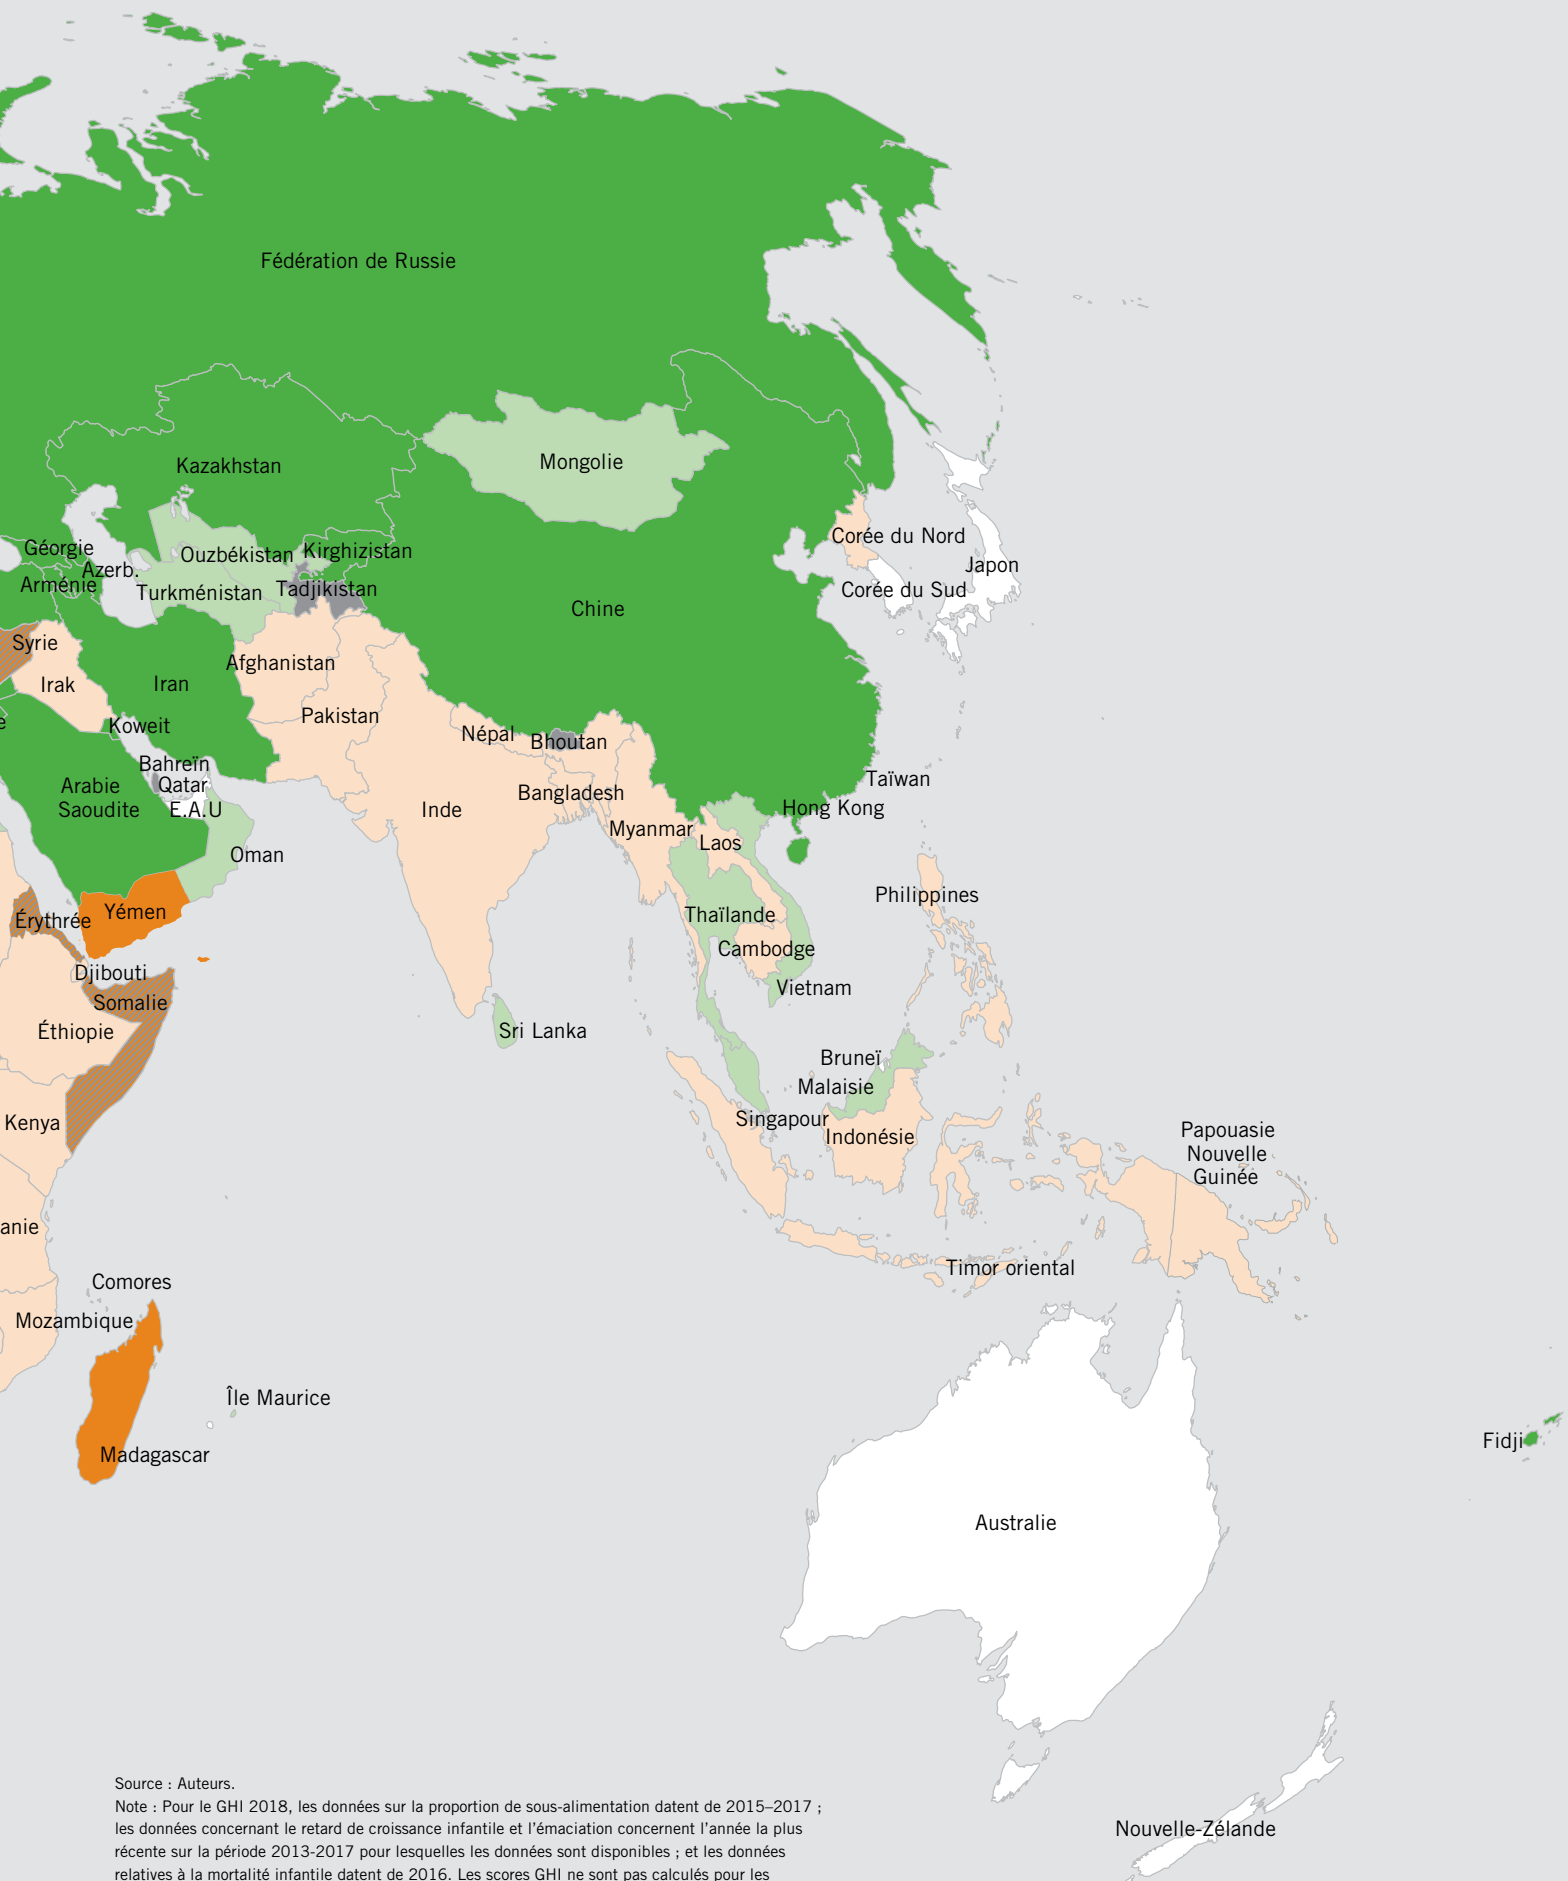 Fédération de Russie
Mongolie
Kazakhstan
Corée du Nord
Géorgie
Ouzbékistan
Kirghizistan
Azerb.
Japon
Arménie
Turkménistan
Tadjikistan
Corée du Sud
Chine
Syrie
Afghanistan
Irak
Iran
Pakistan
e
Koweit
Népal
Bhoutan
Bahreïn
Taïwan
Arabie
Saoudite
Qatar
Bangladesh
E.A.U
Inde
Hong Kong
Myanmar
Laos
Oman
Philippines
Érythrée
Yémen
Thaïlande
Cambodge
Djibouti
Vietnam
Somalie
Éthiopie
Sri Lanka
Bruneï
Malaisie
Kenya
Singapour
Indonésie
Papouasie
Nouvelle
Guinée
anie
Timor oriental
Comores
Mozambique
Île Maurice
Madagascar
Fidji
Australie
Source : Auteurs.
Note : Pour le GHI 2018, les données sur la proportion de sous-alimentation datent de 2015–2017 ;
les données concernant le retard de croissance infantile et l’émaciation concernent l’année la plus
récente sur la période 2013-2017 pour lesquelles les données sont disponibles ; et les données
relatives à la mortalité infantile datent de 2016. Les scores GHI ne sont pas calculés pour les
Nouvelle-Zélande